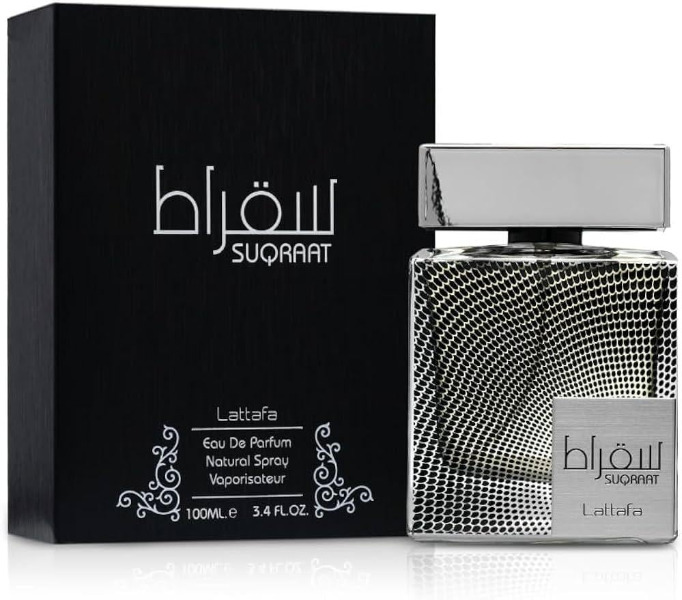 سقراط
SUQRAAT
Lattafa
Eau De Parfum
Natural Spray
Vaporisateur
100ML.e 3.4 FL.OZ.
سقراط
SUQRAAT
Lattafa